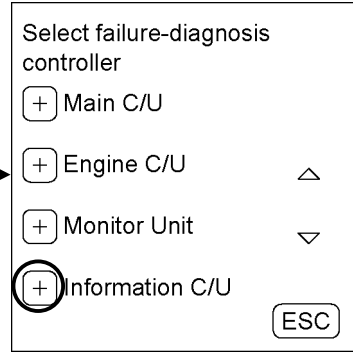 Select failure-diagnosis
controller
+ Main C/U
+ Engine C/U
+ Monitor Unit
+ Information C/U
ESC